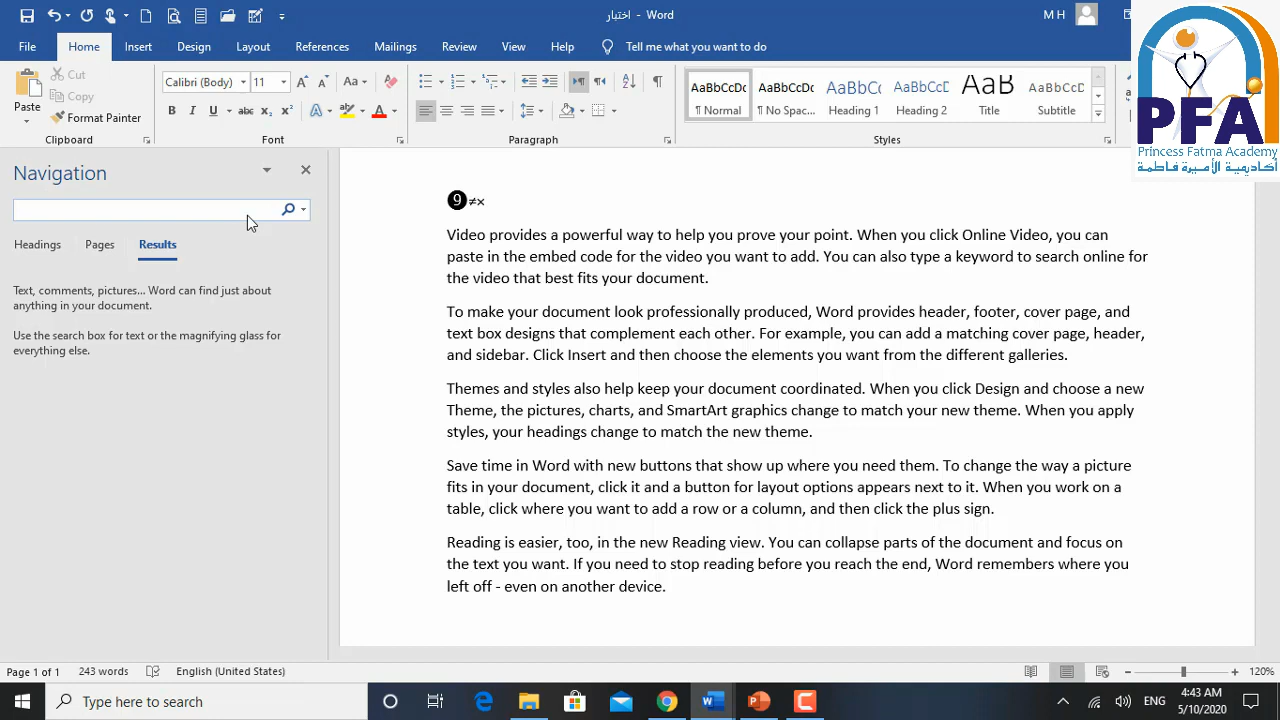 اختبار - Word
M H
File Home Insert Design Layout References Mailings Review View Help Tell me what you want to do
Paste
Cut
Copy
Format Painter
Clipboard
Calibri (Body) 11
Font
Paragraph
AaBbCcDc AaBbCcDc AaBbCc AaBbCcD AaB AaBbCcD
¶ Normal ¶ No Spac... Heading 1 Heading 2 Title Subtitle
Styles
PFA
Princess Fatma Academy
أكاديمية الأميرة فاطمة
Navigation
Headings Pages Results
Text, comments, pictures... Word can find just about
anything in your document.
Use the search box for text or the magnifying glass for
everything else.
❾≠×
Video provides a powerful way to help you prove your point. When you click Online Video, you can
paste in the embed code for the video you want to add. You can also type a keyword to search online for
the video that best fits your document.
To make your document look professionally produced, Word provides header, footer, cover page, and
text box designs that complement each other. For example, you can add a matching cover page, header,
and sidebar. Click Insert and then choose the elements you want from the different galleries.
Themes and styles also help keep your document coordinated. When you click Design and choose a new
Theme, the pictures, charts, and SmartArt graphics change to match your new theme. When you apply
styles, your headings change to match the new theme.
Save time in Word with new buttons that show up where you need them. To change the way a picture
fits in your document, click it and a button for layout options appears next to it. When you work on a
table, click where you want to add a row or a column, and then click the plus sign.
Reading is easier, too, in the new Reading view. You can collapse parts of the document and focus on
the text you want. If you need to stop reading before you reach the end, Word remembers where you
left off - even on another device.
Page 1 of 1 243 words English (United States) 120%
Type here to search
ENG
4:43 AM
5/10/2020